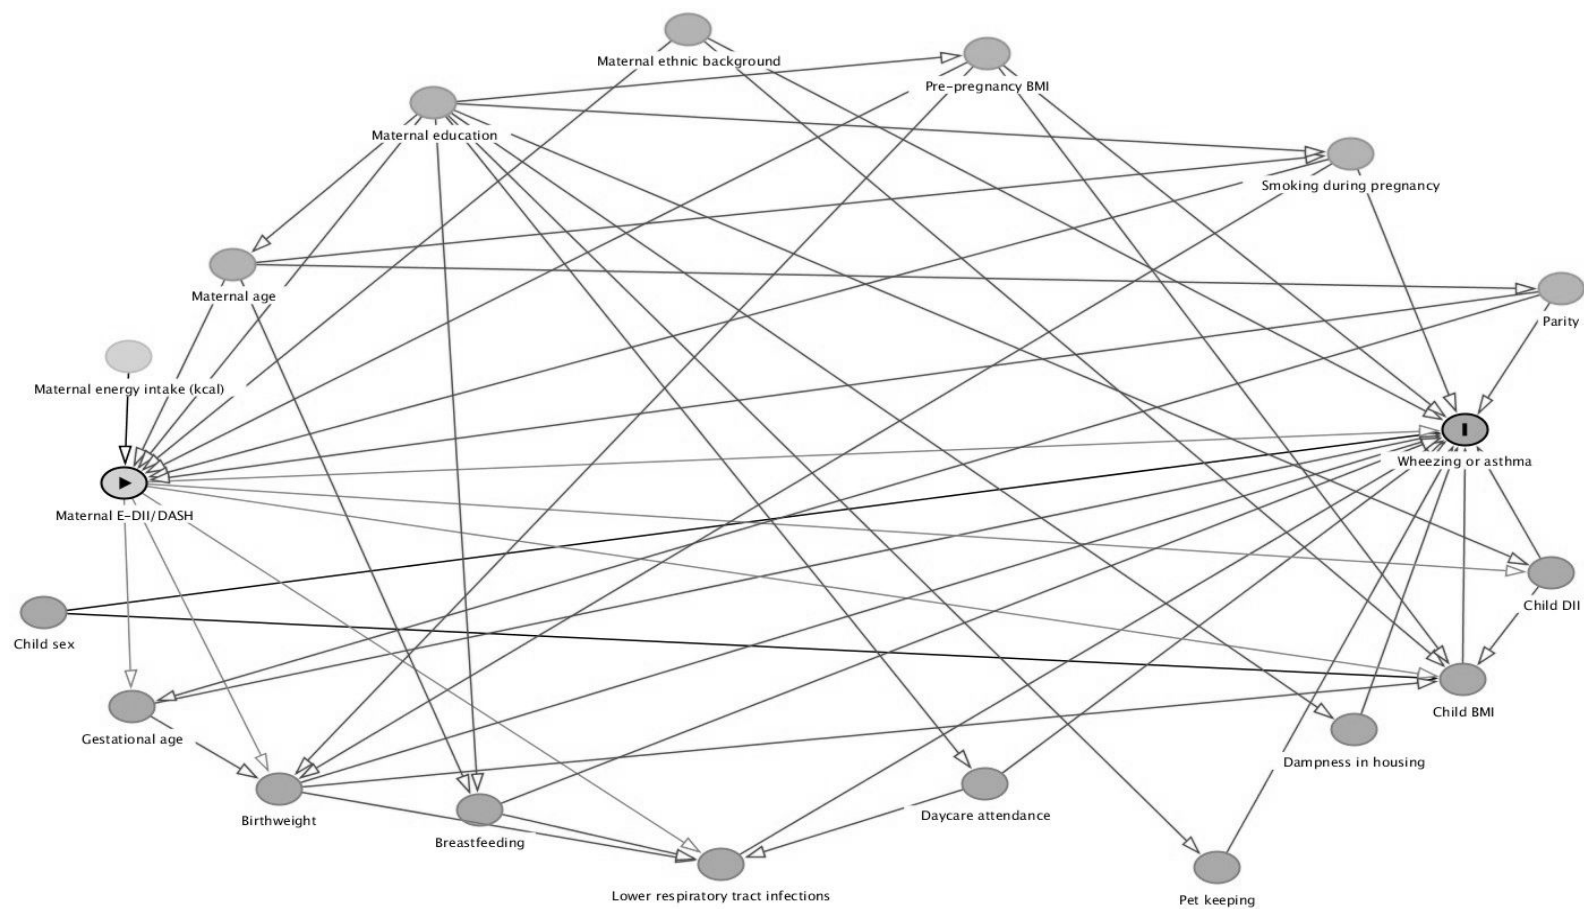 Maternal ethnic background
Pre-pregnancy BMI
Maternal education
Smoking during pregnancy
Maternal age
Parity
Maternal energy intake (kcal)
Wheezing or asthma
Maternal E-DII/DASH
Child DII
Child sex
Child BMI
Gestational age
Dampness in housing
Birthweight
Daycare attendance
Breastfeeding
Lower respiratory tract infections
Pet keeping